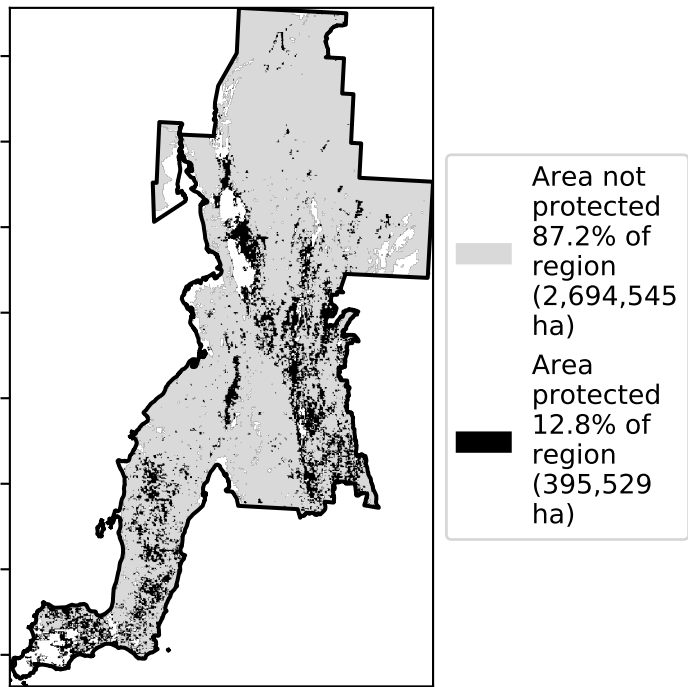 Area not
protected
87.2% of
region
(2,694,545
ha)
Area
protected
12.8% of
region
(395,529
ha)